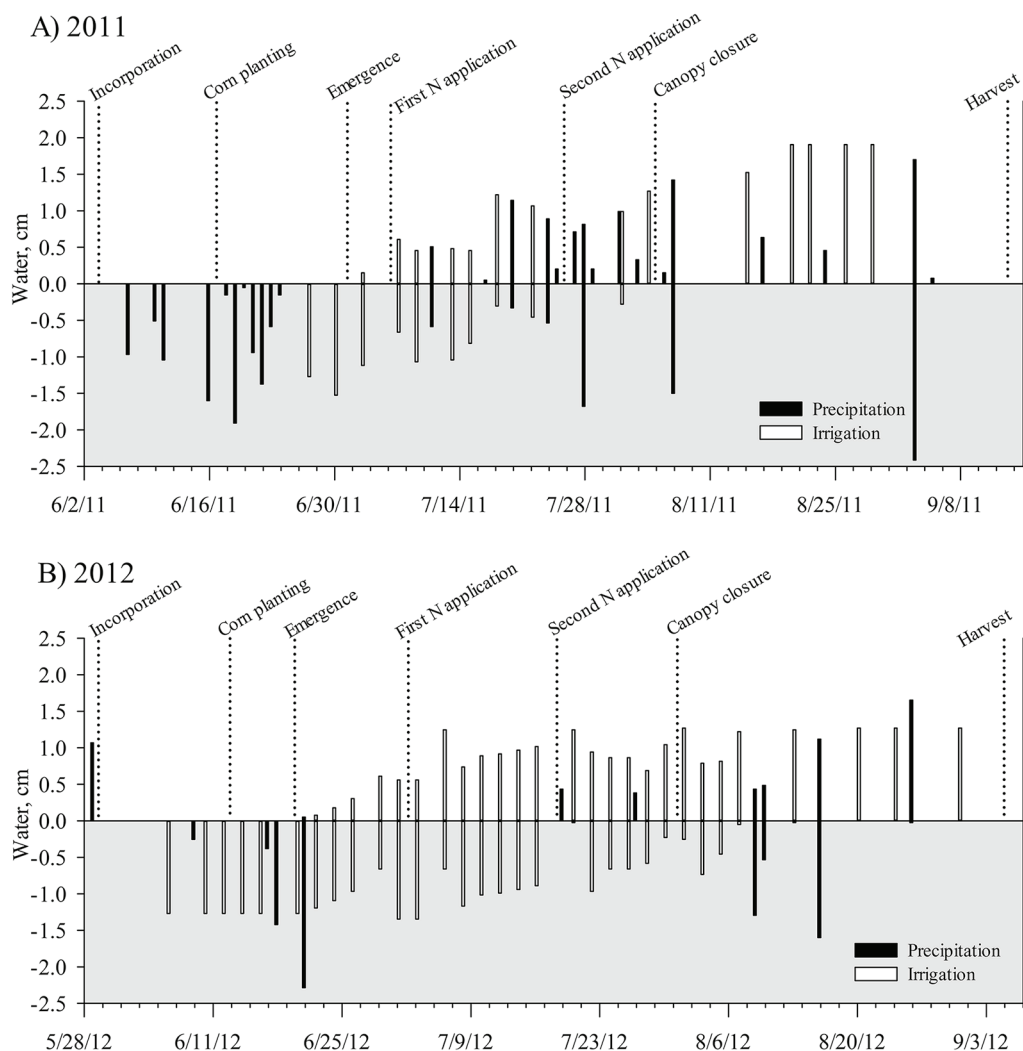 A) 2011
Incorporation
Corn planting
Emergence
First N application
Second N application
Canopy closure
Harvest
Water, cm
2.5
2.0
1.5
1.0
0.5
0.0
-0.5
-1.0
-1.5
-2.0
-2.5
Precipitation
Irrigation
6/2/11 6/16/11 6/30/11 7/14/11 7/28/11 8/11/11 8/25/11 9/8/11
B) 2012
Incorporation
Corn planting
Emergence
First N application
Second N application
Canopy closure
Harvest
Water, cm
2.5
2.0
1.5
1.0
0.5
0.0
-0.5
-1.0
-1.5
-2.0
-2.5
Precipitation
Irrigation
5/28/12 6/11/12 6/25/12 7/9/12 7/23/12 8/6/12 8/20/12 9/3/12